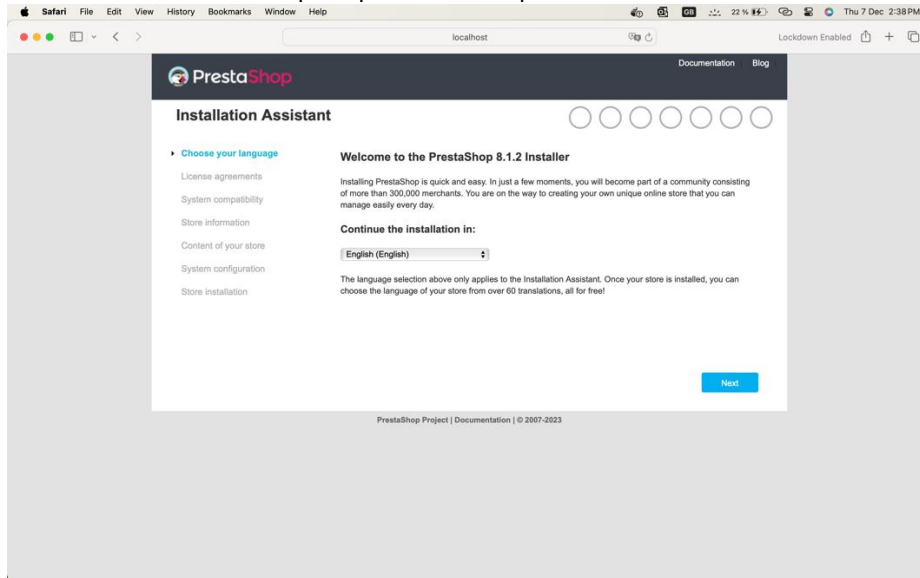 Safari File Edit View History Bookmarks Window Help GB 22 % Thu 7 Dec 2:38 PM
localhost Lockdown Enabled
PrestaShop Documentation Blog
Installation Assistant
Choose your language
License agreements
System compatibility
Store information
Content of your store
System configuration
Store installation
Welcome to the PrestaShop 8.1.2 Installer
Installing PrestaShop is quick and easy. In just a few moments, you will become part of a community consisting
of more than 300,000 merchants. You are on the way to creating your own unique online store that you can
manage easily every day.
Continue the installation in:
English (English)
The language selection above only applies to the Installation Assistant. Once your store is installed, you can
choose the language of your store from over 60 translations, all for free!
Next
PrestaShop Project | Documentation | © 2007-2023